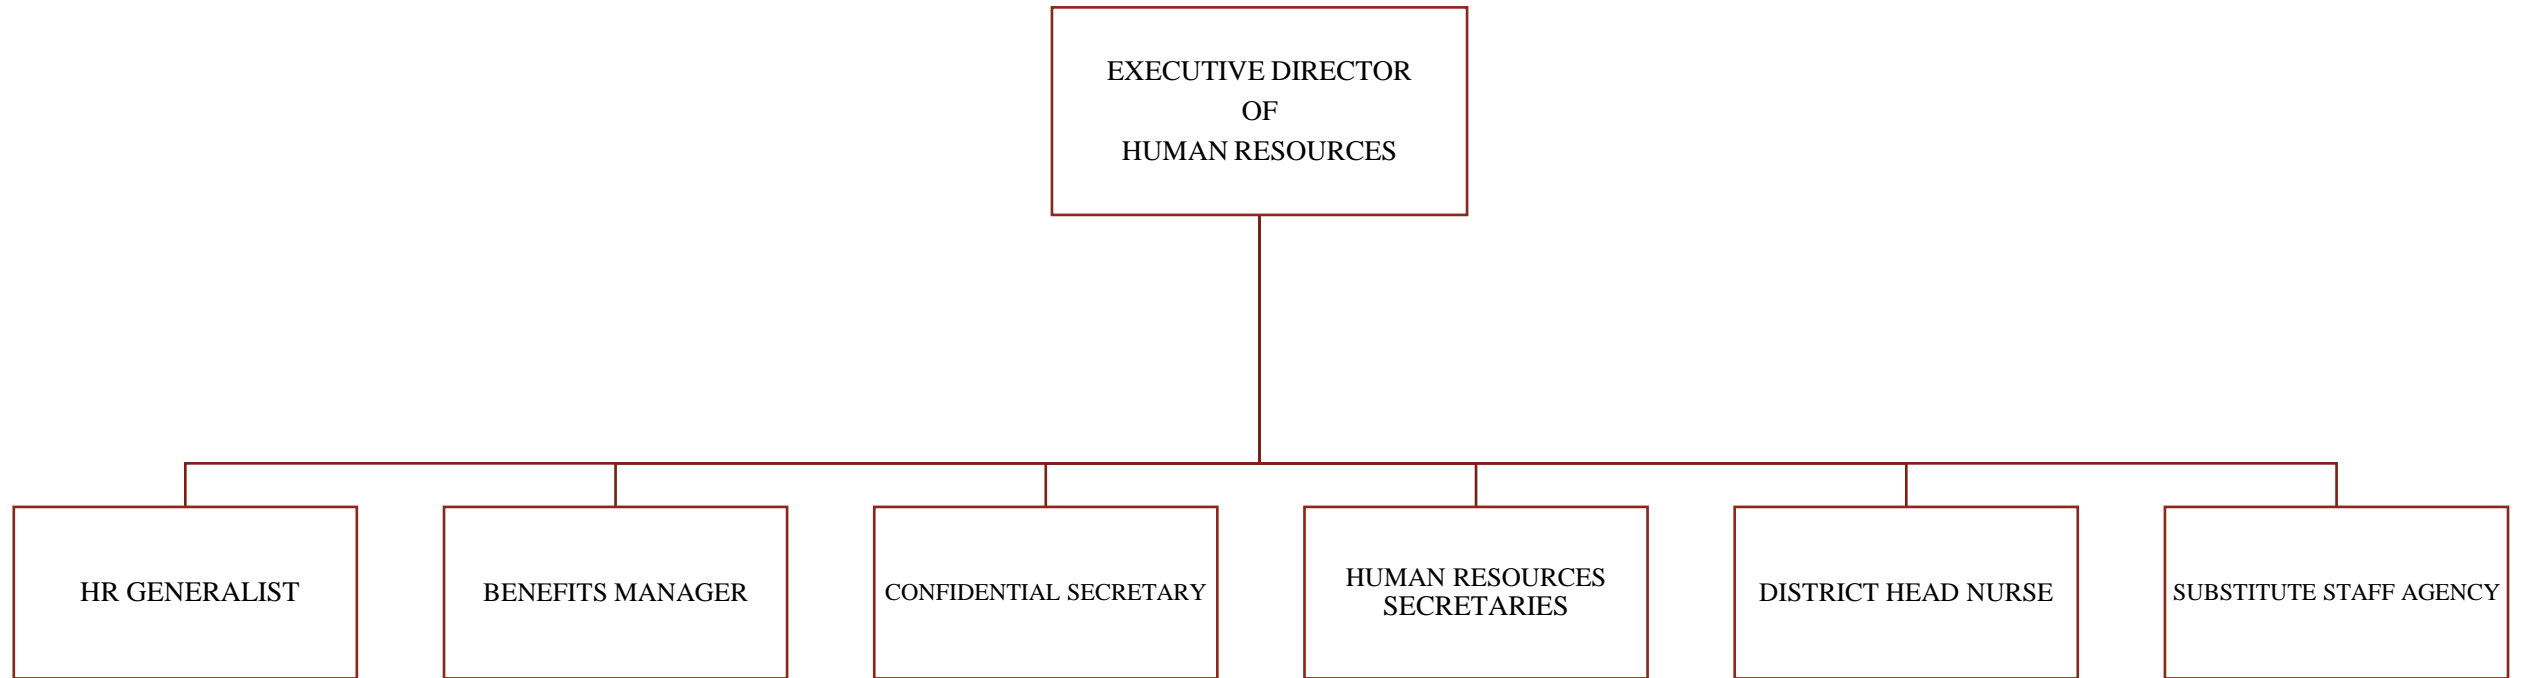 EXECUTIVE DIRECTOR
OF
HUMAN RESOURCES
HR GENERALIST
BENEFITS MANAGER
CONFIDENTIAL SECRETARY
HUMAN RESOURCES
SECRETARIES
DISTRICT HEAD NURSE
SUBSTITUTE STAFF AGENCY